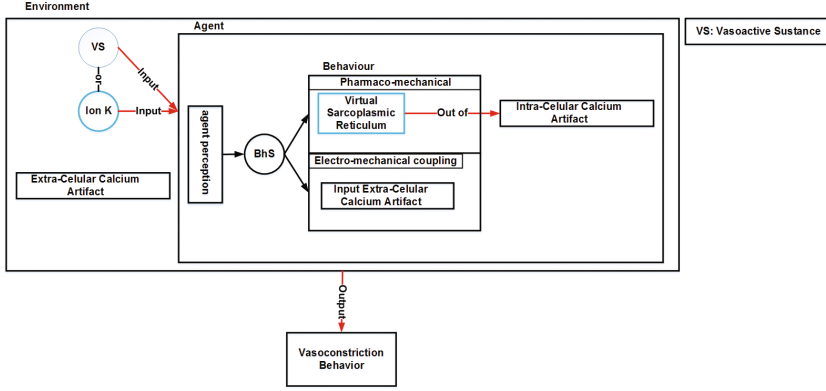 Environment
VS: Vasoactive Sustance
Agent
VS
or
Input
Ion K
Input
Extra-Celular Calcium
Artifact
agent perception
BhS
Behaviour
Pharmaco-mechanical
Virtual
Sarcoplasmic
Reticulum
Out of
Intra-Celular Calcium
Artifact
Electro-mechanical coupling
Input Extra-Celular
Calcium Artifact
Output
Vasoconstriction
Behavior